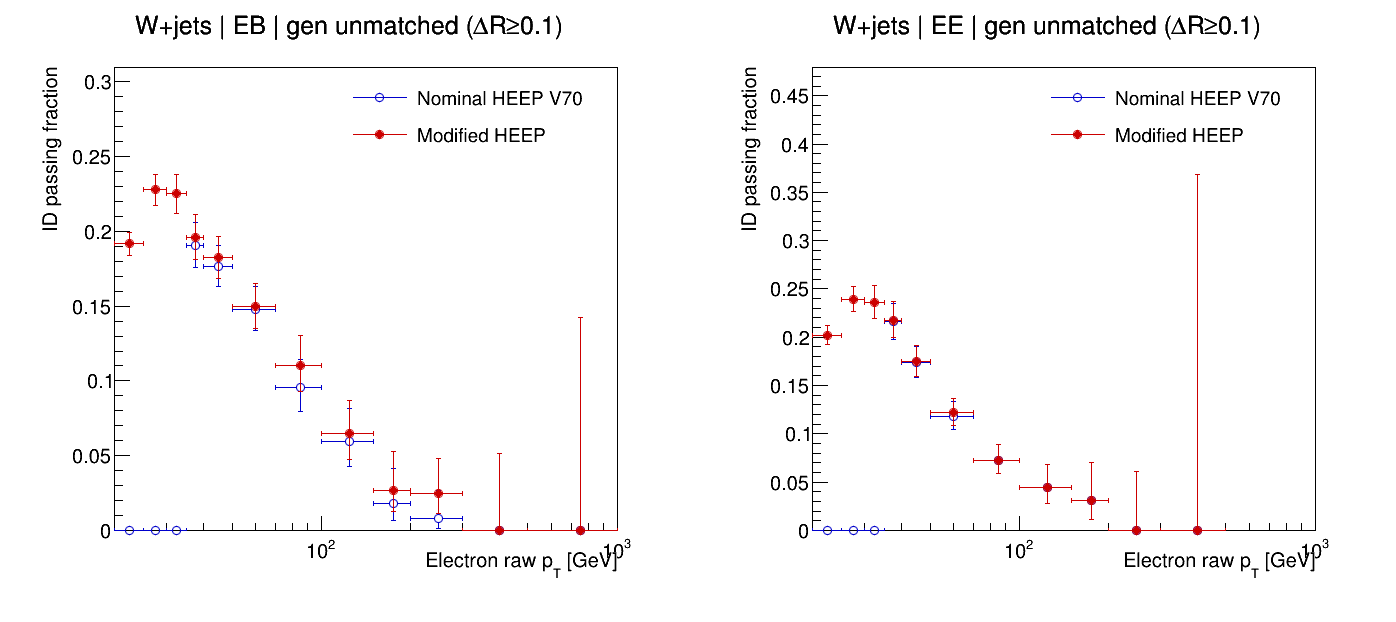 W+jets | EB | gen unmatched (ΔR≥0.1)
ID passing fraction
0.3
0.25
0.2
0.15
0.1
0.05
0
Nominal HEEP V70
Modified HEEP
10²
10³
Electron raw p_T [GeV]
W+jets | EE | gen unmatched (ΔR≥0.1)
ID passing fraction
0.45
0.4
0.35
0.3
0.25
0.2
0.15
0.1
0.05
0
Nominal HEEP V70
Modified HEEP
10²
10³
Electron raw p_T [GeV]